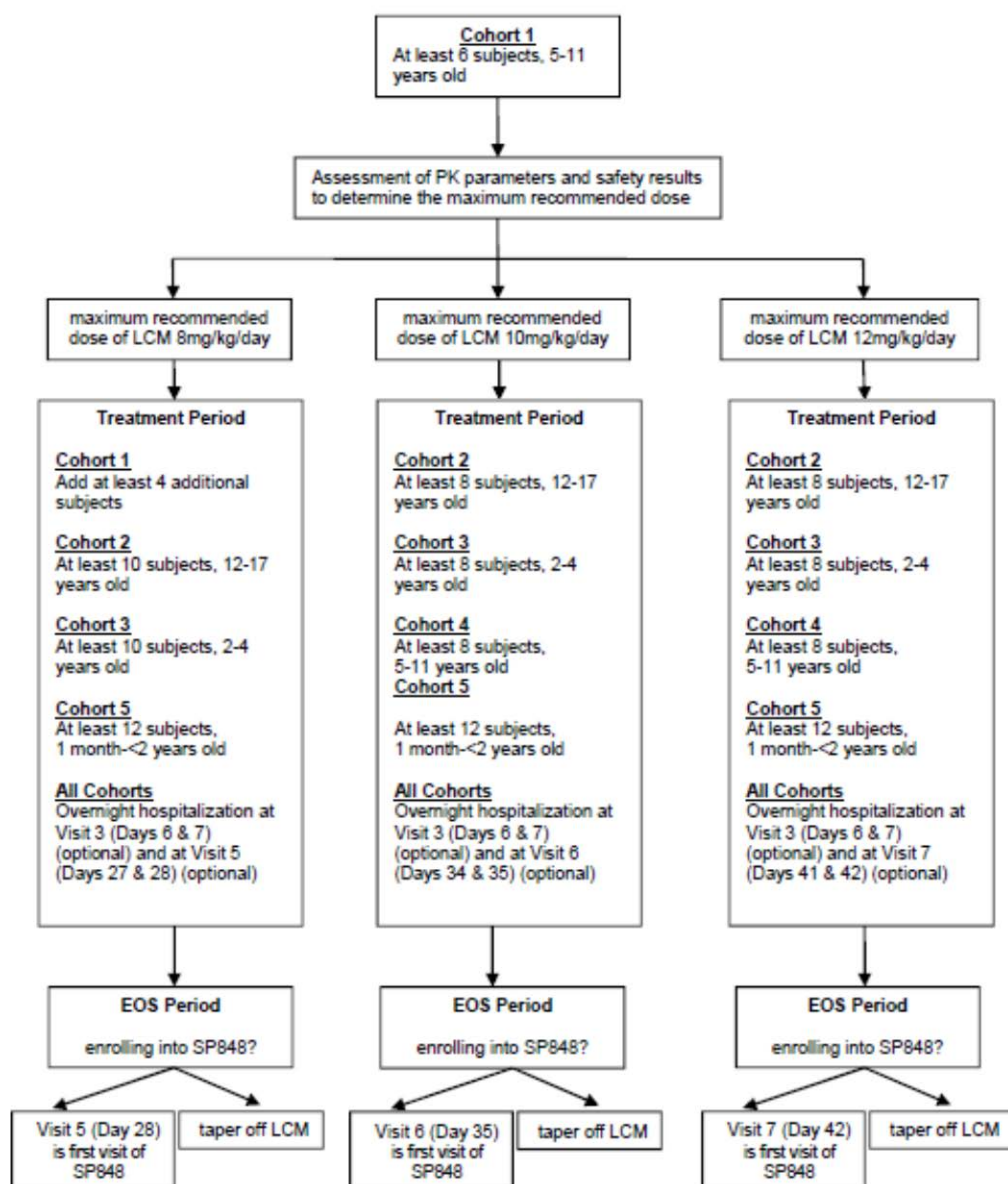 Cohort 1
At least 6 subjects, 5-11
years old
Assessment of PK parameters and safety results
to determine the maximum recommended dose
maximum recommended
dose of LCM 8mg/kg/day
maximum recommended
dose of LCM 10mg/kg/day
maximum recommended
dose of LCM 12mg/kg/day
Treatment Period
Cohort 1
Add at least 4 additional
subjects
Cohort 2
At least 10 subjects, 12-17
years old
Cohort 3
At least 10 subjects, 2-4
years old
Cohort 5
At least 12 subjects,
1 month-<2 years old
All Cohorts
Overnight hospitalization at
Visit 3 (Days 6 & 7)
(optional) and at Visit 5
(Days 27 & 28) (optional)
Treatment Period
Cohort 2
At least 8 subjects, 12-17
years old
Cohort 3
At least 8 subjects, 2-4
years old
Cohort 4
At least 8 subjects,
5-11 years old
Cohort 5
At least 12 subjects,
1 month-<2 years old
All Cohorts
Overnight hospitalization at
Visit 3 (Days 6 & 7)
(optional) and at Visit 6
(Days 34 & 35) (optional)
Treatment Period
Cohort 2
At least 8 subjects, 12-17
years old
Cohort 3
At least 8 subjects, 2-4
years old
Cohort 4
At least 8 subjects,
5-11 years old
Cohort 5
At least 12 subjects,
1 month-<2 years old
All Cohorts
Overnight hospitalization at
Visit 3 (Days 6 & 7)
(optional) and at Visit 7
(Days 41 & 42) (optional)
EOS Period
enrolling into SP848?
EOS Period
enrolling into SP848?
EOS Period
enrolling into SP848?
Visit 5 (Day 28)
is first visit of
SP848
taper off LCM
Visit 6 (Day 35)
is first visit of
SP848
taper off LCM
Visit 7 (Day 42)
is first visit of
SP848
taper off LCM